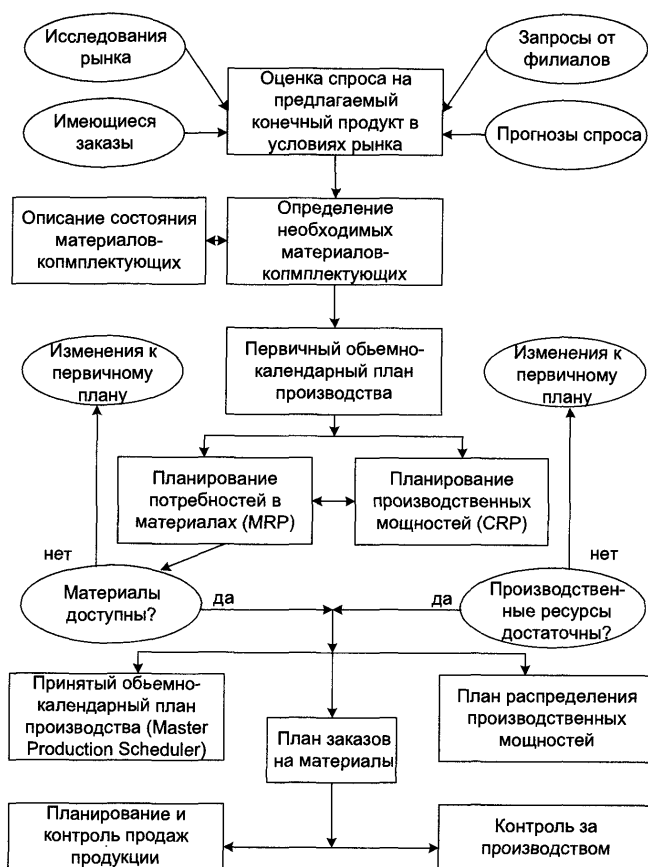 Исследования
рынка
Запросы от
филиалов
Оценка спроса на
предлагаемый
конечный продукт в
условиях рынка
Имеющиеся
заказы
Прогнозы спроса
Описание состояния
материалов-
копмплектующих
Определение
необходимых
материалов-
копмплектующих
Изменения к
первичному
плану
Первичный обьемно-
календарный план
производства
Изменения к
первичному
плану
Планирование
потребностей в
материалах (MRP)
Планирование
производственных
мощностей (CRP)
нет
нет
Материалы
доступны?
да
да
Производствен-
ные ресурсы
достаточны?
Принятый обьемно-
календарный план
производства (Master
Production Scheduler)
План заказов
на материалы
План распределения
производственных
мощностей
Планирование и
контроль продаж
продукции
Контроль за
производством